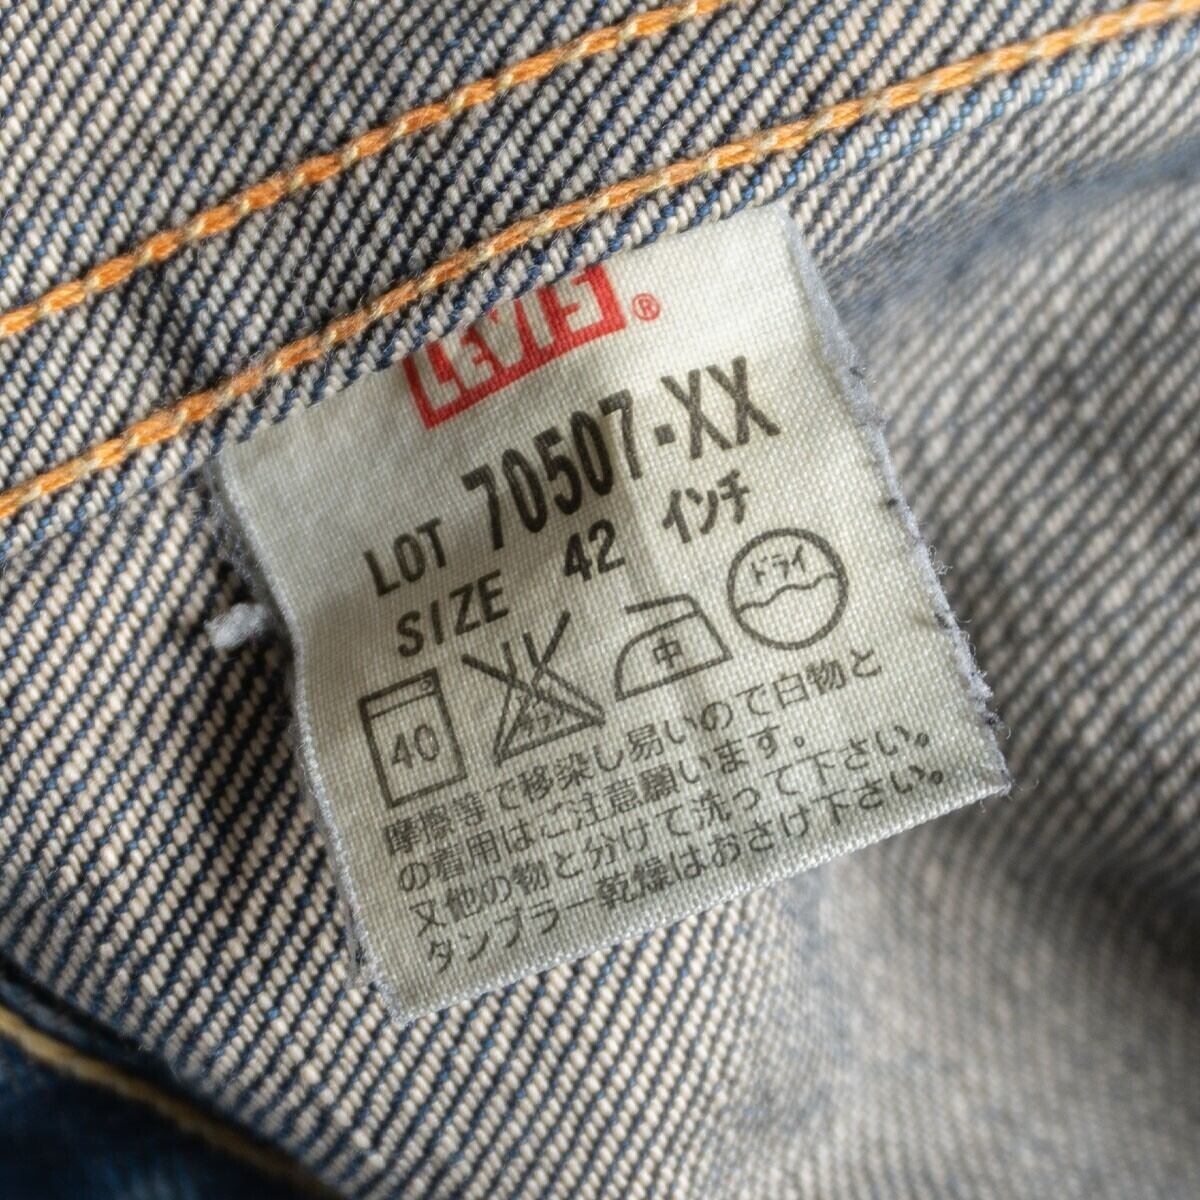 LEVI'S®
LOT 70507-XX
SIZE 42 インチ
40 中 ドライ
摩擦等で移染し易いので白物と
の着用はご注意願います。
又他の物と分けて洗って下さい。
タンブラー乾燥はおさけ下さい。